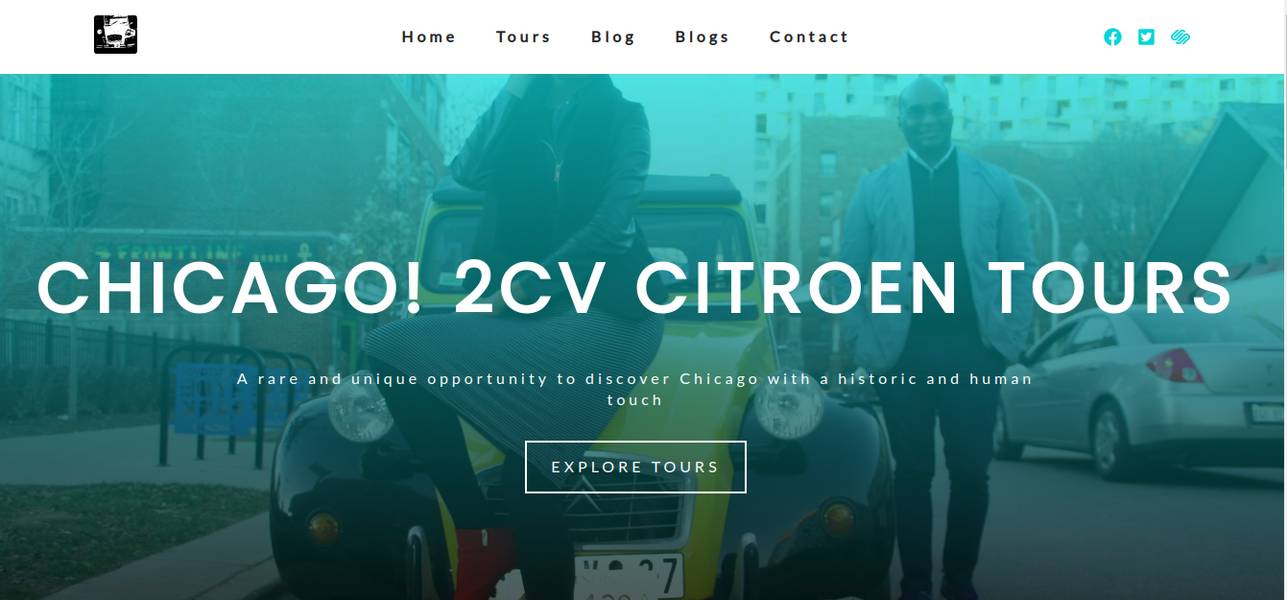 Home Tours Blog Blogs Contact
CHICAGO! 2CV CITROEN TOURS
A rare and unique opportunity to discover Chicago with a historic and human
touch
EXPLORE TOURS